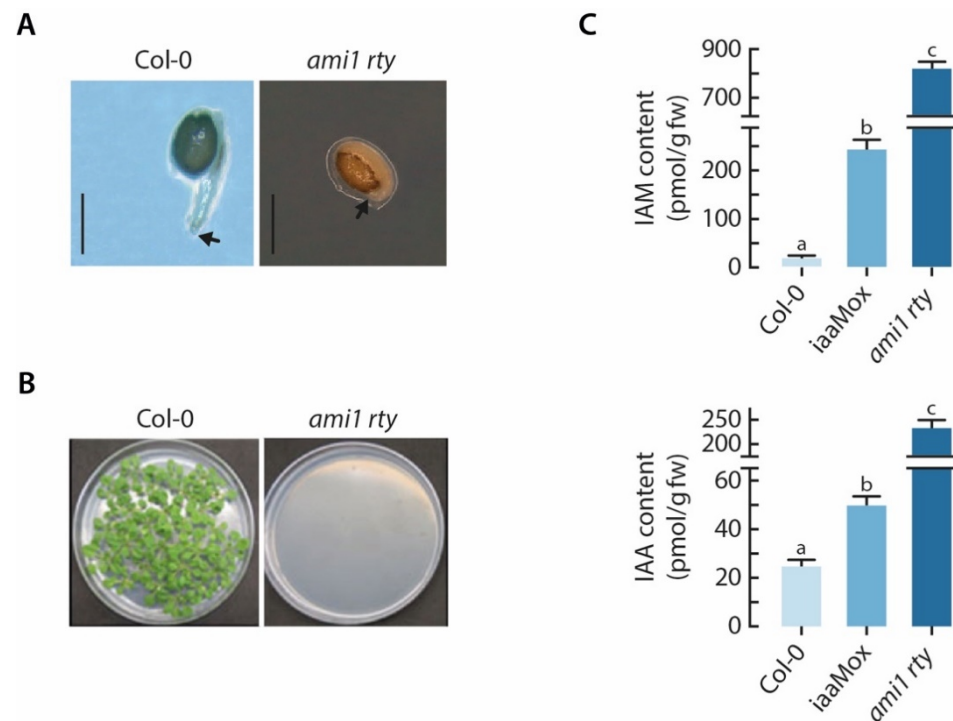 A
Col-0
ami1 rty
B
Col-0
ami1 rty
C
IAM content
(pmol/g fw)
900
700
200
100
0
a
b
c
Col-0
iaaMox
ami1 rty
IAA content
(pmol/g fw)
250
200
60
40
20
0
a
b
c
Col-0
iaaMox
ami1 rty